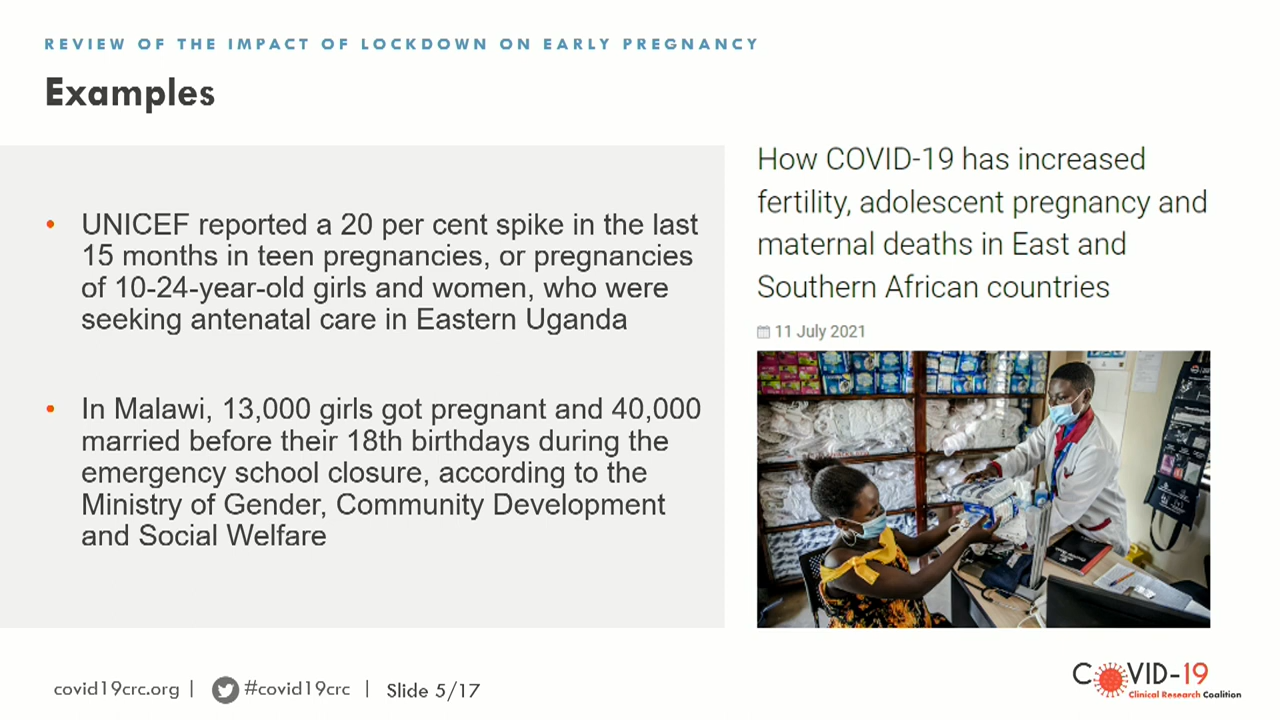 REVIEW OF THE IMPACT OF LOCKDOWN ON EARLY PREGNANCY
Examples
• UNICEF reported a 20 per cent spike in the last
15 months in teen pregnancies, or pregnancies
of 10-24-year-old girls and women, who were
seeking antenatal care in Eastern Uganda
• In Malawi, 13,000 girls got pregnant and 40,000
married before their 18th birthdays during the
emergency school closure, according to the
Ministry of Gender, Community Development
and Social Welfare
How COVID-19 has increased
fertility, adolescent pregnancy and
maternal deaths in East and
Southern African countries
11 July 2021
covid19crc.org | #covid19crc | Slide 5/17
COVID-19
Clinical Research Coalition